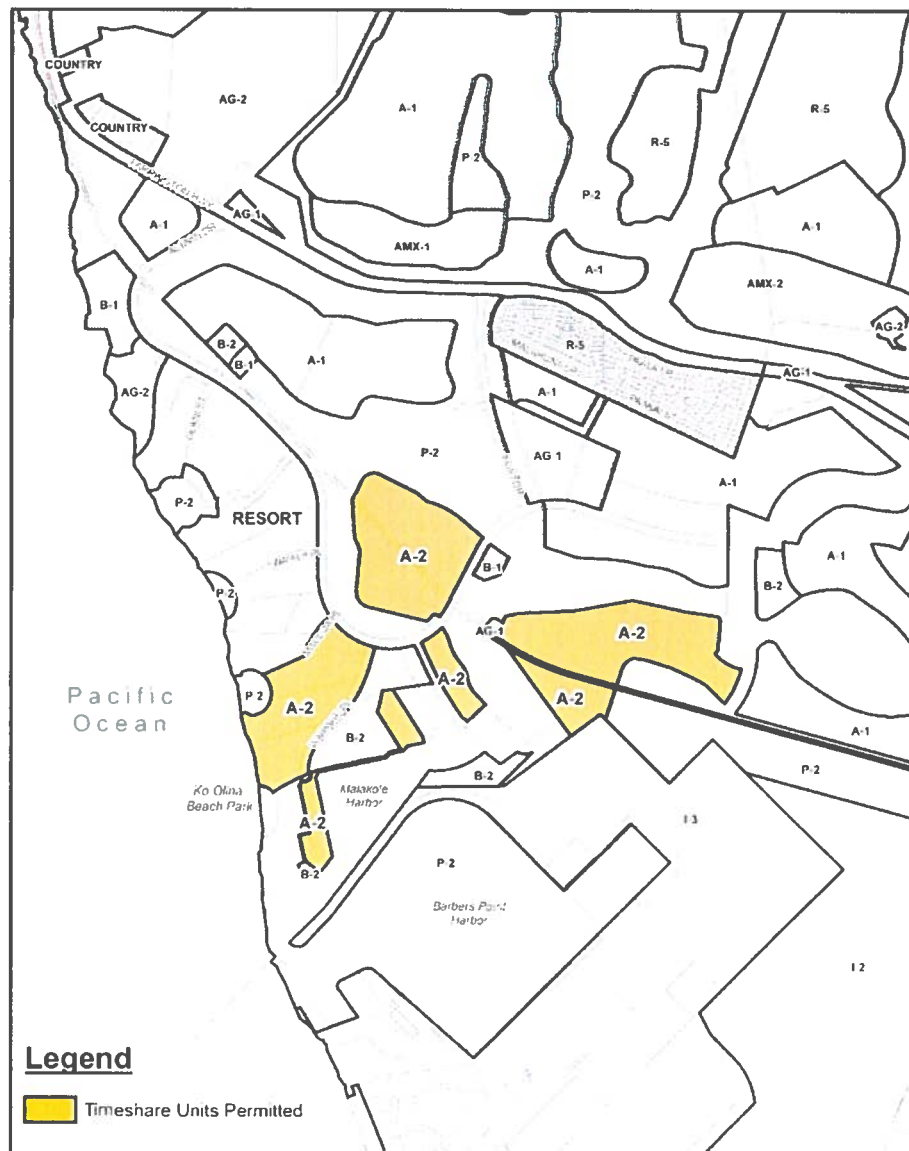 COUNTRY
AG-2
A-1
R-5
R-5
COUNTRY
P-2
P-2
A-1
AG-1
A-1
AMX-1
A-1
AMX-2
B-1
AG-2
B-2
A-1
R-5
B-1
AG-1
AG-2
A-1
P-2
AG 1
A-1
P-2
RESORT
A-2
A-1
B-1
B-2
P-2
AG-1
A-2
A-2
P-2
A-2
A-2
Pacific
Ocean
B-2
A-1
P-2
B-2
Ko Olina
Beach Park
Malakole
Harbor
A-2
I-3
B-2
P-2
Barbers Point
Harbor
I-2
Legend
Timeshare Units Permitted